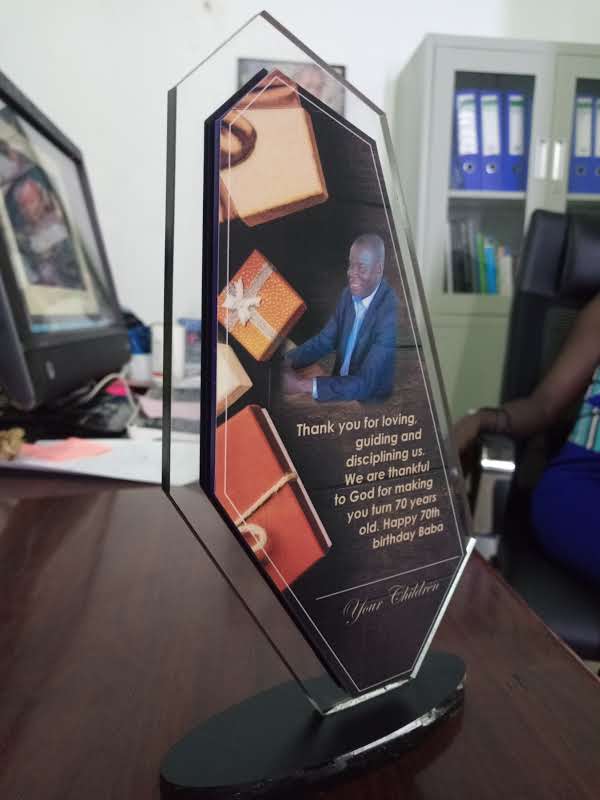 Thank you for loving,
guiding and
disciplining us.
We are thankful
to God for making
you turn 70 years
old. Happy 70th
birthday Baba
Your Children